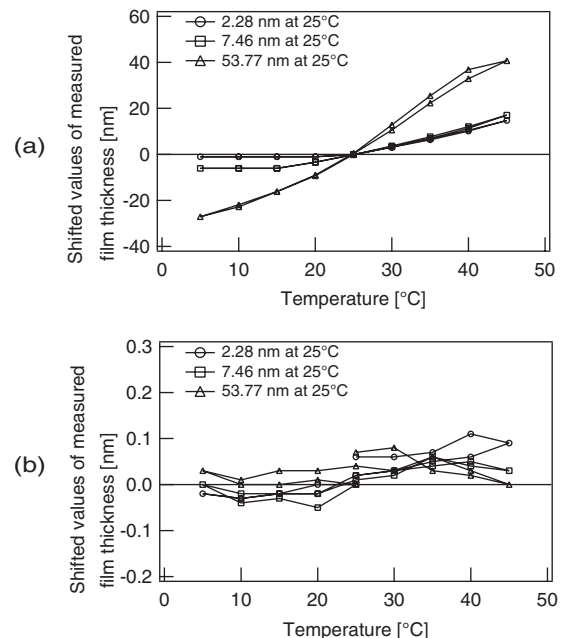 (a)
Shifted values of measured
film thickness [nm]
60
40
20
0
-20
-40
2.28 nm at 25°C
7.46 nm at 25°C
53.77 nm at 25°C
0
10
20
30
40
50
Temperature [°C]
(b)
Shifted values of measured
film thickness [nm]
0.3
0.2
0.1
0.0
-0.1
-0.2
2.28 nm at 25°C
7.46 nm at 25°C
53.77 nm at 25°C
0
10
20
30
40
50
Temperature [°C]